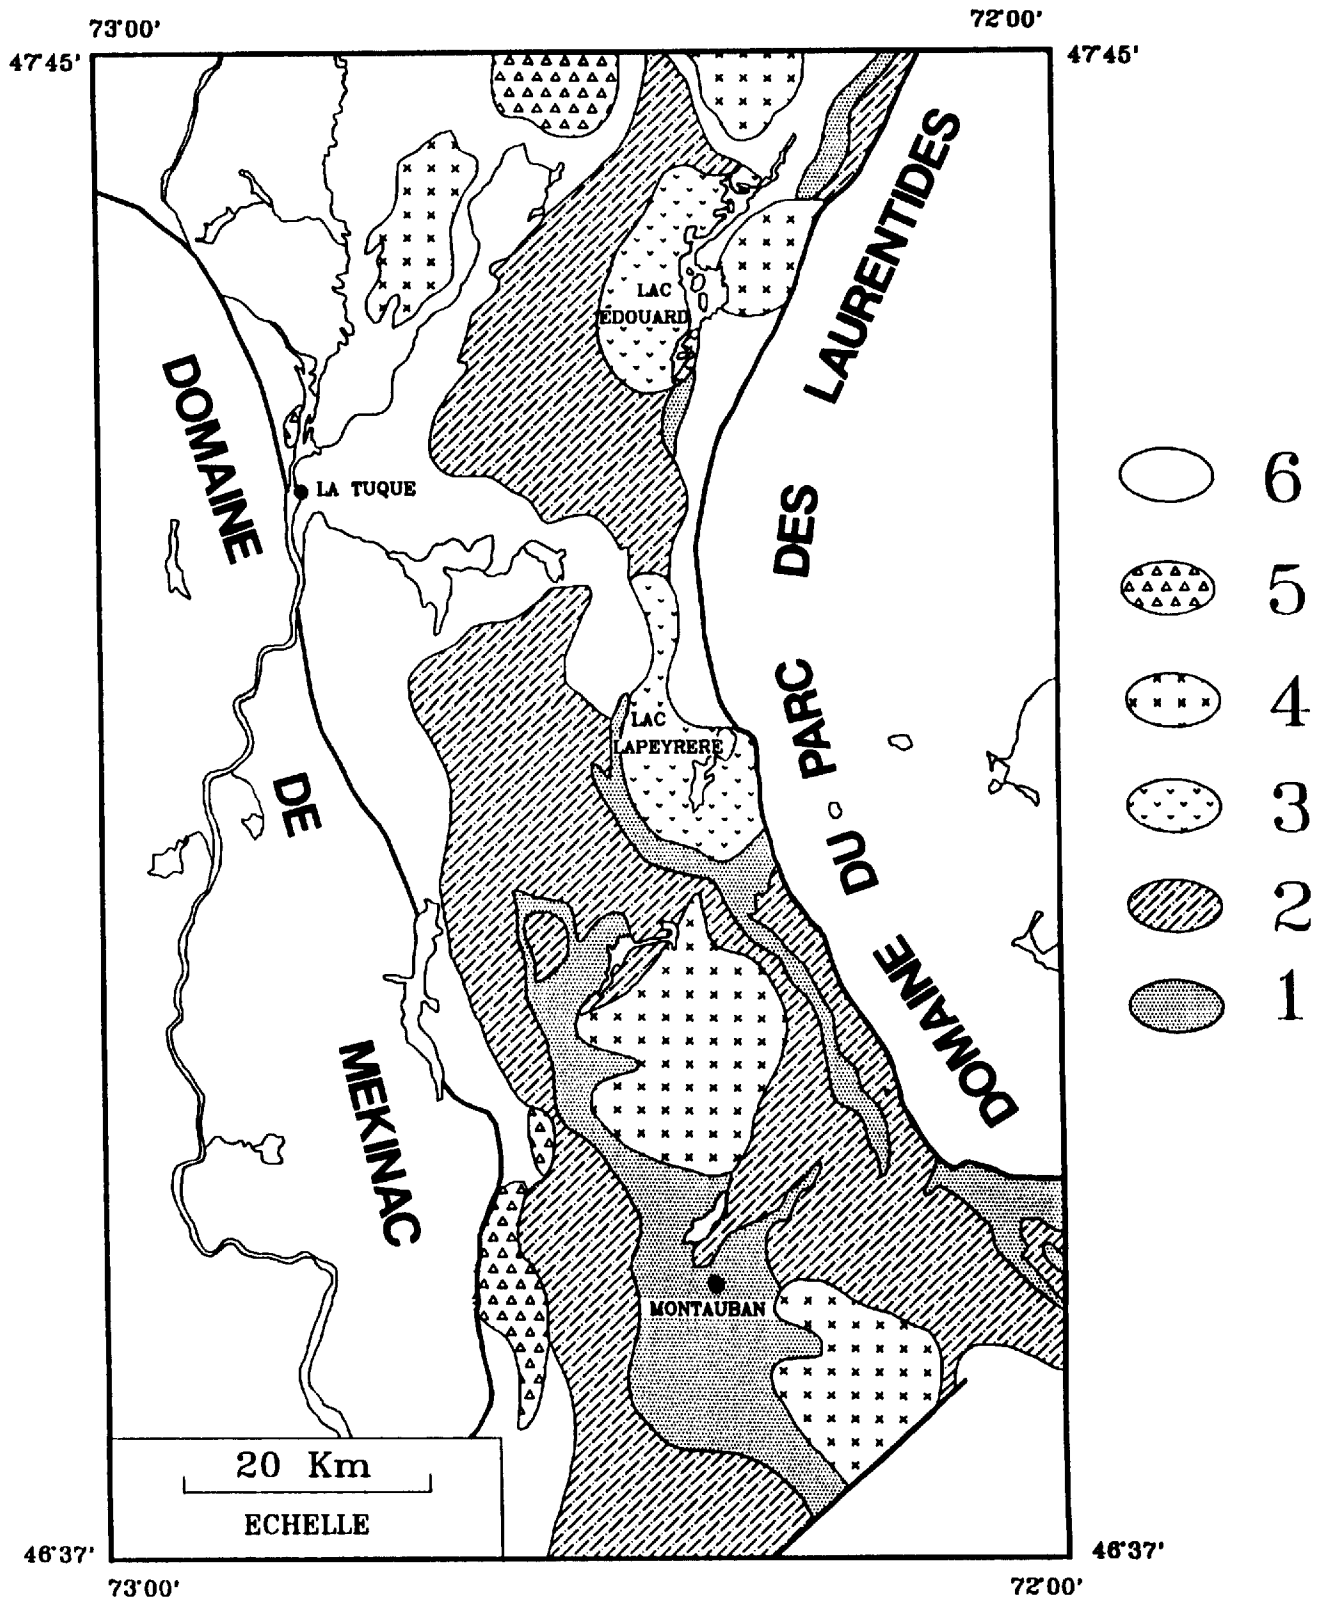 73°00'
72°00'
47°45'
47°45'
DOMAINE
DE
MEKINAC
DOMAINE
DU
PARC
DES
LAURENTIDES
LAC
ÉDOUARD
LA TUQUE
LAC
LAPEYRERE
MONTAUBAN
6
5
4
3
2
1
20 Km
ECHELLE
46°37'
46°37'
73°00'
72°00'